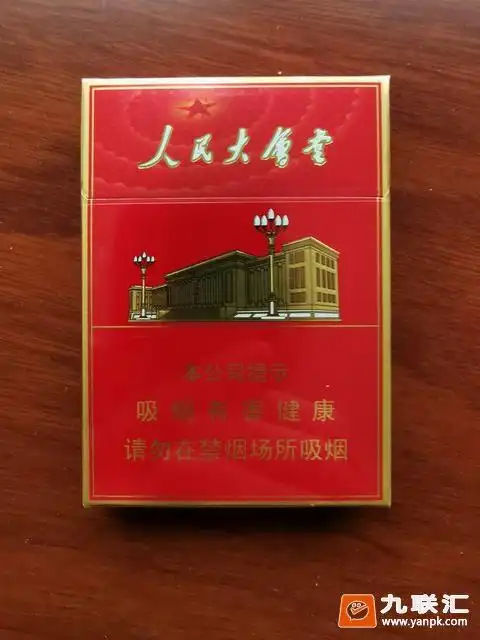 人民大會堂
本公司提示
吸烟有害健康
请勿在禁烟场所吸烟
九联汇
www.yanpk.com